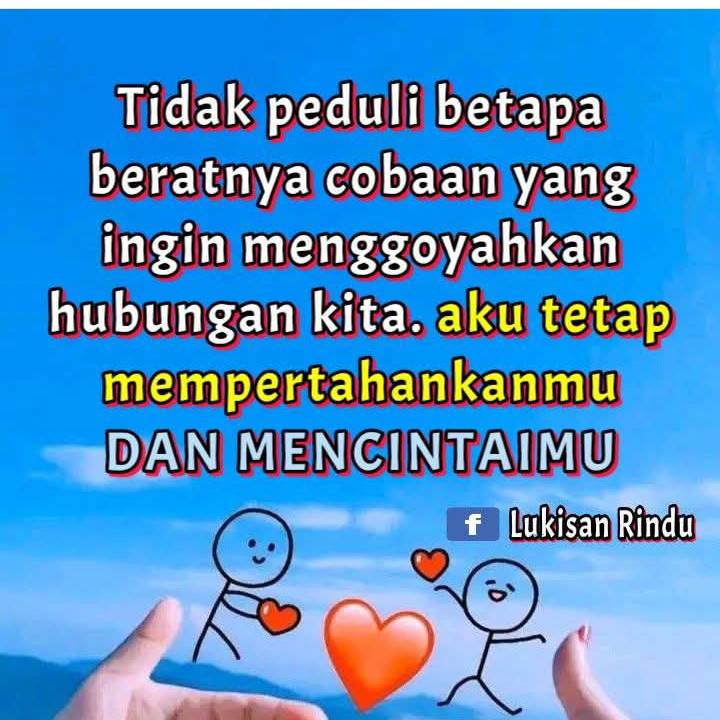 Tidak peduli betapa
beratnya cobaan yang
ingin menggoyahkan
hubungan kita. aku tetap
mempertahankanmu
DAN MENCINTAIMU
f Lukisan Rindu